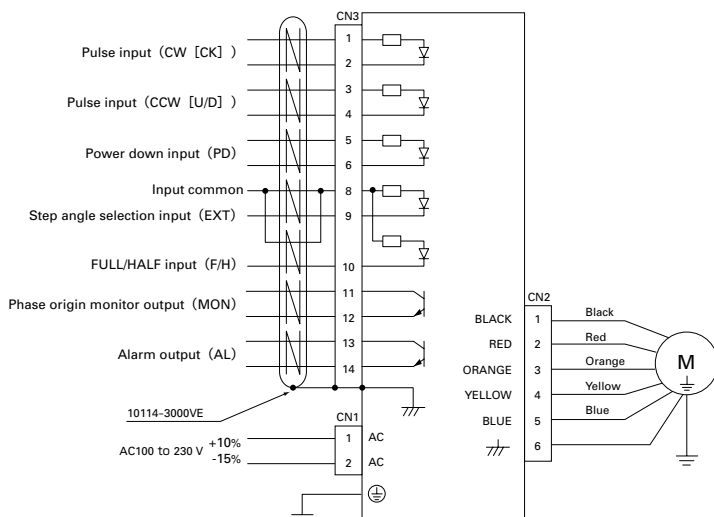 CN3
Pulse input（CW［CK］）
1
2
Pulse input（CCW［U/D］）
3
4
Power down input（PD）
5
6
Input common
8
Step angle selection input（EXT）
9
FULL/HALF input（F/H）
10
Phase origin monitor output（MON）
11
12
Alarm output（AL）
13
14
10114-3000VE
CN1
AC100 to 230 V +10% -15%
1 AC
2 AC
CN2
BLACK 1 Black
RED 2 Red
ORANGE 3 Orange
YELLOW 4 Yellow
BLUE 5 Blue
6
M